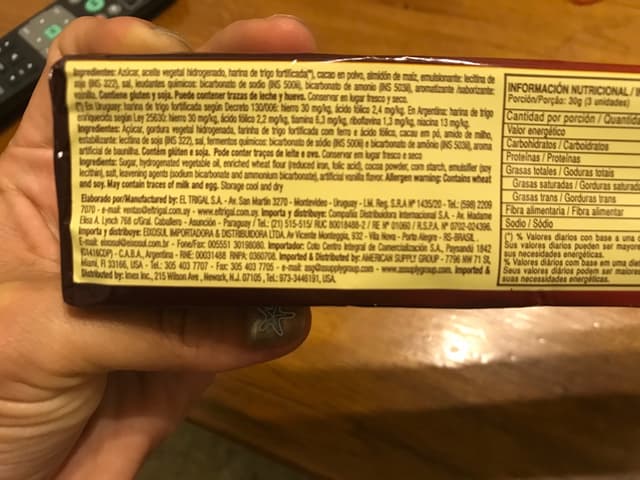 Ingredientes: Azúcar, aceite vegetal hidrogenado, harina de trigo fortificada(*), cacao en polvo, almidón de maíz, emulsionante: lecitina de
soja (INS 322), sal, leudantes químicos: bicarbonato de sodio (INS 500ii), bicarbonato de amonio (INS 503ii), aromatizante /saborizante:
vainilla. Contiene gluten y soja. Puede contener trazas de leche y huevo. Conservar en lugar fresco y seco.
(*) En Uruguay: harina de trigo fortificada según Decreto 130/006: hierro 30 mg/kg, ácido fólico 2,4 mg/kg. En Argentina: harina de trigo
enriquecida según Ley 25630: hierro 30 mg/kg, ácido fólico 2,2 mg/kg, tiamina 6,3 mg/kg, riboflavina 1,3 mg/kg, niacina 13 mg/kg.
Ingredientes: Açúcar, gordura vegetal hidrogenada, farinha de trigo fortificada com ferro e ácido fólico, cacau em pó, amido de milho,
estabilizante: lecitina de soja (INS 322), sal, fermentos químicos: bicarbonato de sódio (INS 500ii) e bicarbonato de amônio (INS 503ii), aroma
artificial de baunilha. Contém glúten e soja. Pode conter traços de leite e ovo. Conservar em lugar fresco e seco
Ingredients: Sugar, hydrogenated vegetable oil, enriched wheat flour (reduced iron, folic acid), cocoa powder, corn starch, emulsifier (soy
lecithin), salt, leavening agents (sodium bicarbonate and ammonium bicarbonate), artificial vanilla flavor. Allergen warning: Contains wheat
and soy. May contain traces of milk and egg. Storage cool and dry
Elaborado por/Manufactured by: EL TRIGAL S.A. - Av. San Martín 3270 - Montevideo - Uruguay - I.M. Reg. S.R.A Nº 1435/20 - Tel.: (598) 2209
7070 - e-mail: ventas@eltrigal.com.uy - www.eltrigal.com.uy. Importa y distribuye: Compañia Distribuidora Internacional S.A. - Av. Madame
Elisa A. Lynch 768 c/Gral. Caballero - Asunción - Paraguay / Tel.: (21) 515-515/ RUC 80018488-2 / RE Nº 01060 / R.S.P.A. Nº 0702-024396.
Importa y distribuye: EIXOSUL IMPORTADORA & DISTRIBUIDORA LTDA. Av Vicente Monteggia, 932 - Vila Nova - Porto Alegre - RS-BRASIL.
E-mail: eixosul@eixosul.com.br - Fone/Fax: 005551 30198080. Importador: Coto Centro Integral de Comercialización S.A., Paysandú 1842
(C1416CDP) - C.A.B.A., Argentina - RNE: 00031488 RNPA: 0360708. Imported & Distributed by: AMERICAN SUPPLY GROUP - 7796 NW 71 St,
Miami, Fl 33166, USA - Tel.: 305 403 7707 - Fax: 305 403 7705 - e-mail: asg@asupplygroup.com. www.asupplygroup.com. Imported &
Distributed by: Imex Inc., 215 Wilson Ave., Newark, N.J. 07105, Tel.: 973-3446191, USA.
INFORMACIÓN NUTRICIONAL /
Porción/Porção: 30g (3 unidades)
Cantidad por porción /
Valor energético
Carbohidratos / Carboidratos
Proteínas / Proteínas
Grasas totales / Goduras totais
Grasas saturadas / Gorduras
Grasas trans / Gorduras trans
Fibra alimentaria / Fibra alimentar
Sodio / Sódio
(*) % Valores diarios con base a una
Sus valores diarios pueden ser
sus necesidades energéticas.
% Valores diários com base em uma
Seus valores diários podem ser
suas necessidades energéticas.